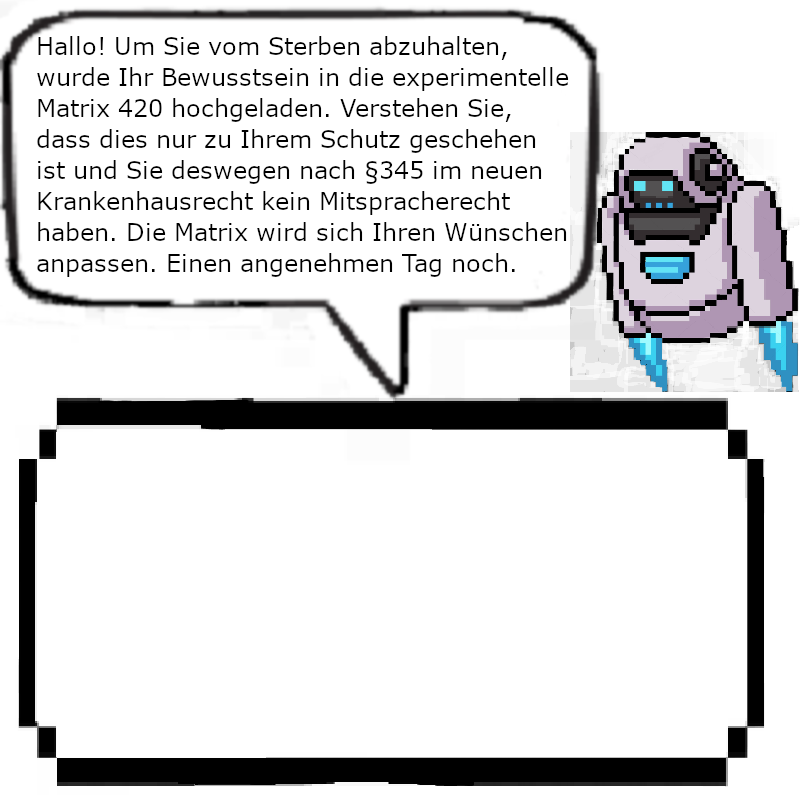 Hallo! Um Sie vom Sterben abzuhalten,
wurde Ihr Bewusstsein in die experimentelle
Matrix 420 hochgeladen. Verstehen Sie,
dass dies nur zu Ihrem Schutz geschehen
ist und Sie deswegen nach §345 im neuen
Krankenhausrecht kein Mitspracherecht
haben. Die Matrix wird sich Ihren Wünschen
anpassen. Einen angenehmen Tag noch.